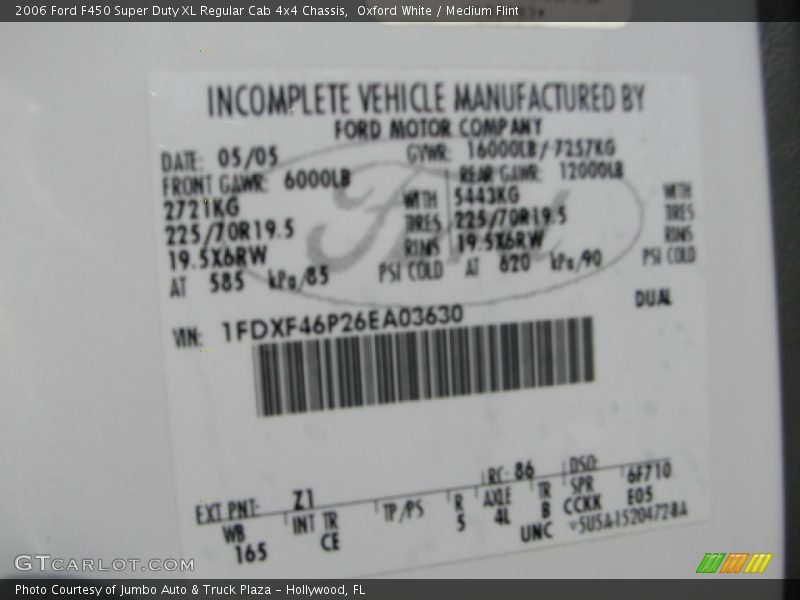 2006 Ford F450 Super Duty XL Regular Cab 4x4 Chassis, Oxford White / Medium Flint
INCOMPLETE VEHICLE MANUFACTURED BY
FORD MOTOR COMPANY
DATE: 05/05 GVWR: 16000LB/ 7257KG
FRONT GAWR: 6000LB REAR GAWR: 12000LB
2721KG WITH 5443KG WITH
225/70R19.5 TIRES 225/70R19.5 TIRES
19.5X6RW RIMS 19.5X6RW RIMS
AT 585 kPa/85 PSI COLD AT 620 kPa/90 PSI COLD
DUAL
VIN: 1FDXF46P26EA03630
RC: 86 DSO:
EXT PNT: Z1 6F710
WB INT TR TP/PS R AXLE TR SPR E05
165 CE 5 4L B CCKK
UNC
GTCARLOT.COM
Photo Courtesy of Jumbo Auto & Truck Plaza – Hollywood, FL